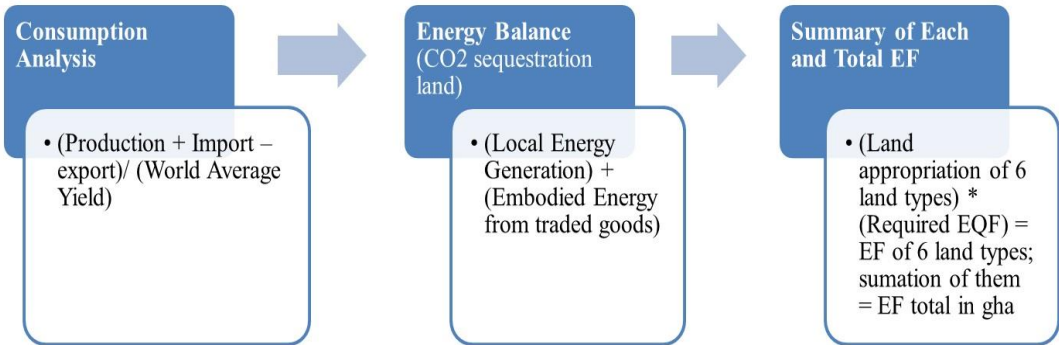 Consumption
Analysis
• (Production + Import –
export)/ (World Average
Yield)
Energy Balance
(CO2 sequestration
land)
• (Local Energy
Generation) +
(Embodied Energy
from traded goods)
Summary of Each
and Total EF
• (Land
appropriation of 6
land types) *
(Required EQF) =
EF of 6 land types;
sumation of them
= EF total in gha